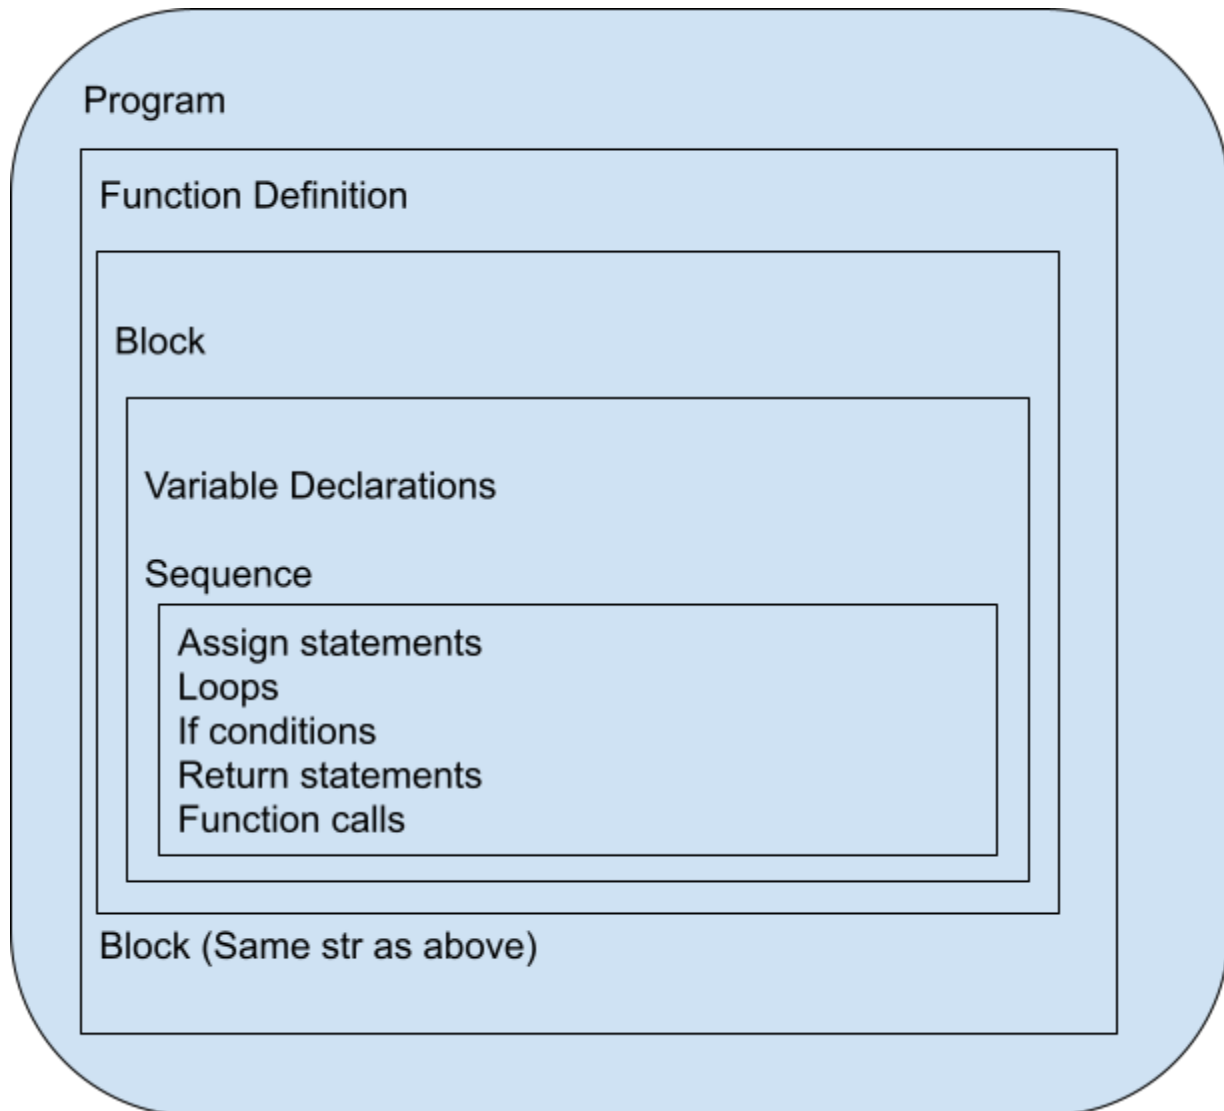 Program
Function Definition
Block
Variable Declarations
Sequence
Assign statements
Loops
If conditions
Return statements
Function calls
Block (Same str as above)